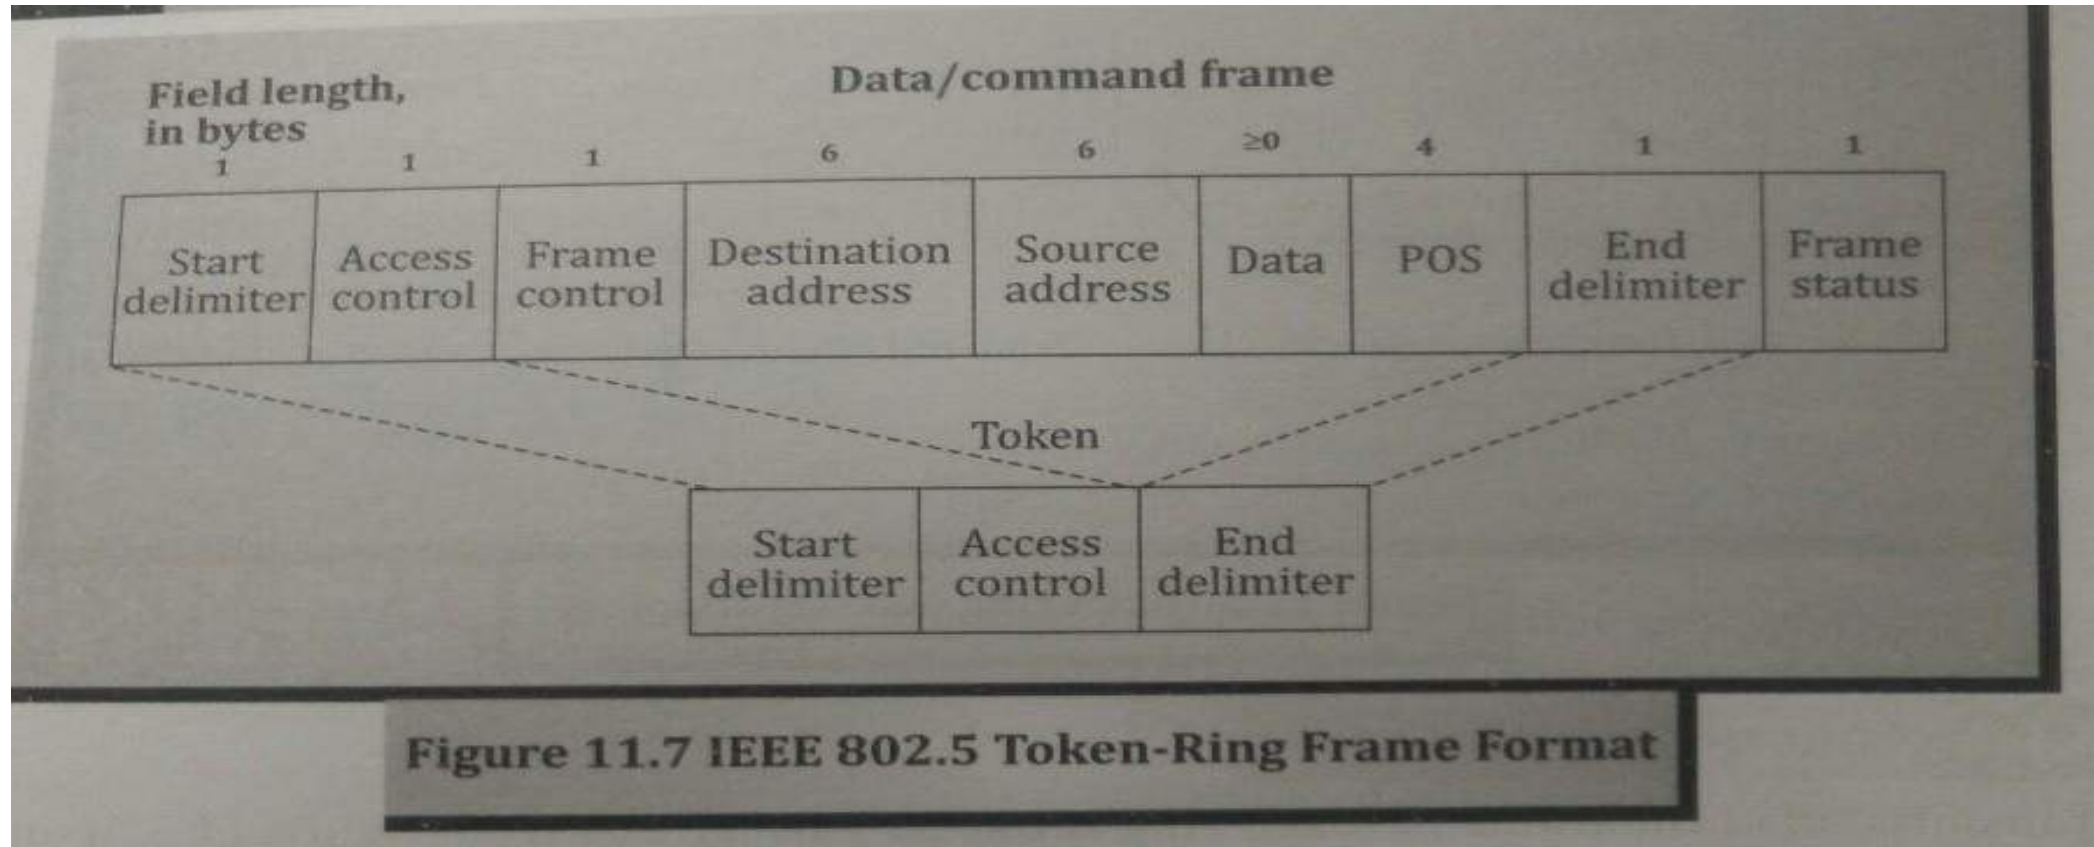 Data/command frame
Field length,
in bytes
1 1 1 6 6 ≥0 4 1 1
Start
delimiter
Access
control
Frame
control
Destination
address
Source
address
Data
POS
End
delimiter
Frame
status
Token
Start
delimiter
Access
control
End
delimiter
Figure 11.7 IEEE 802.5 Token-Ring Frame Format